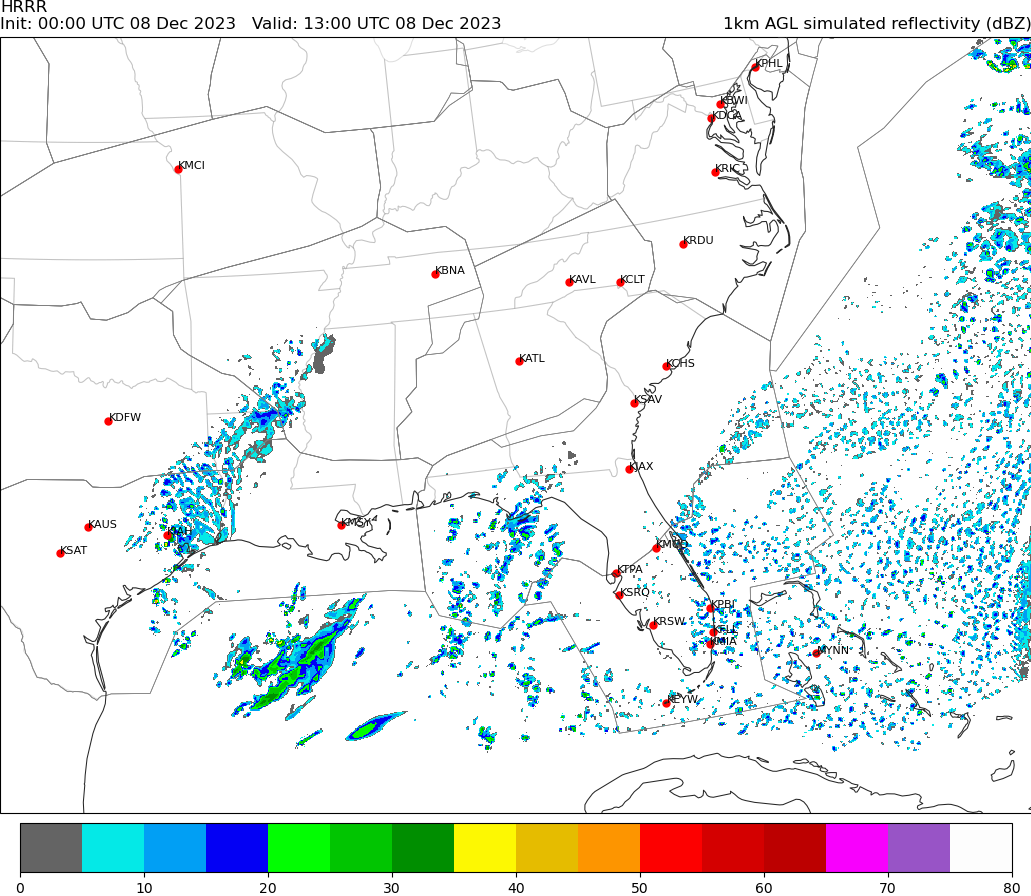 HRRR
Init: 00:00 UTC 08 Dec 2023 Valid: 13:00 UTC 08 Dec 2023 1km AGL simulated reflectivity (dBZ)
KPHL
KBWI
KDCA
KMCI
KRIC
KRDU
KBNA
KAVL KCLT
KATL
KCHS
KSAV
KDFW
KJAX
KAUS
KMSY
KIAH
KSAT
KMCO
KTPA
KSRQ
KPBI
KRSW
KFLL
KMIA
MYNN
KEYW
0 10 20 30 40 50 60 70 80